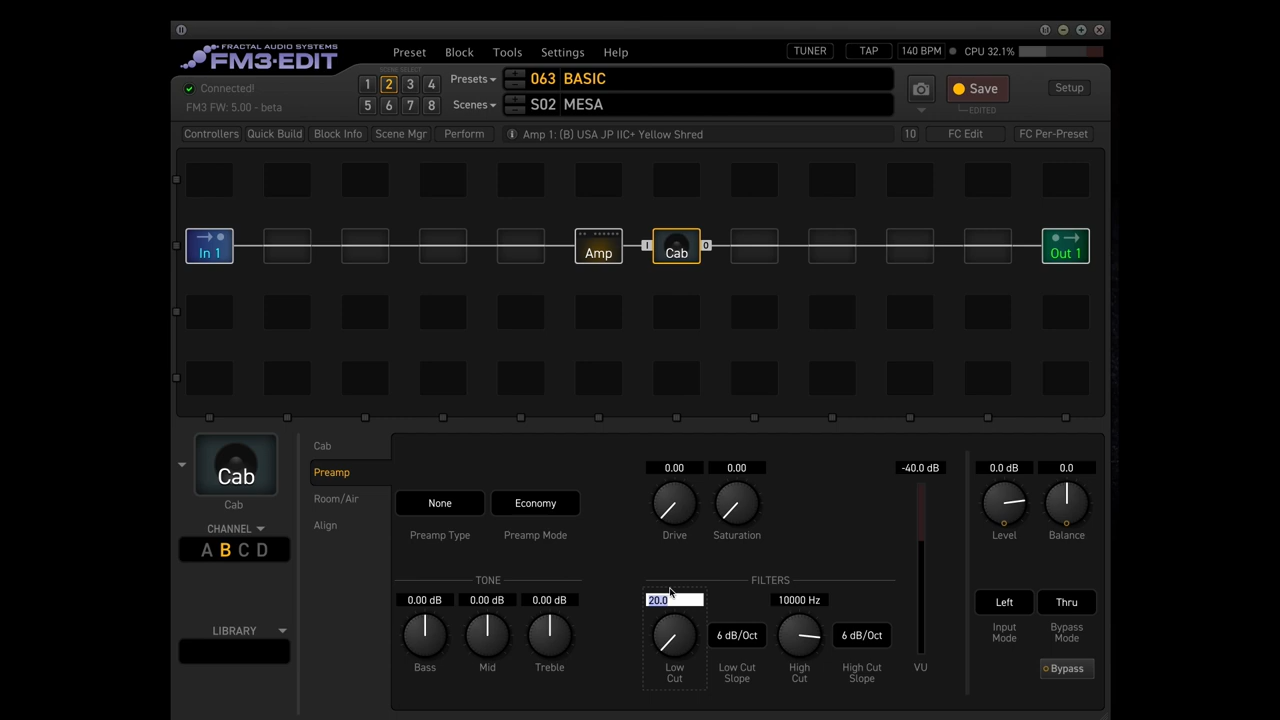 FRACTAL AUDIO SYSTEMS
FM3-EDIT
Preset Block Tools Settings Help
TUNER TAP 140 BPM CPU 32.1%
Connected!
FM3 FW: 5.00 - beta
SCENE SELECT
1 2 3 4
5 6 7 8
Presets 063 BASIC
Scenes S02 MESA
Save
EDITED
Setup
Controllers Quick Build Block Info Scene Mgr Perform Amp 1: (B) USA JP IIC+ Yellow Shred 10 FC Edit FC Per-Preset
In 1 Amp I Cab O Out 1
Cab
Cab
CHANNEL
A B C D
LIBRARY
Cab
Preamp
Room/Air
Align
None Economy
Preamp Type Preamp Mode
0.00 0.00
Drive Saturation
TONE
0.00 dB 0.00 dB 0.00 dB
Bass Mid Treble
FILTERS
20.0 10000 Hz
6 dB/Oct 6 dB/Oct
Low Cut
Low Cut Slope
High Cut
High Cut Slope
-40.0 dB
VU
0.0 dB 0.0
Level Balance
Left Thru
Input Mode
Bypass Mode
Bypass